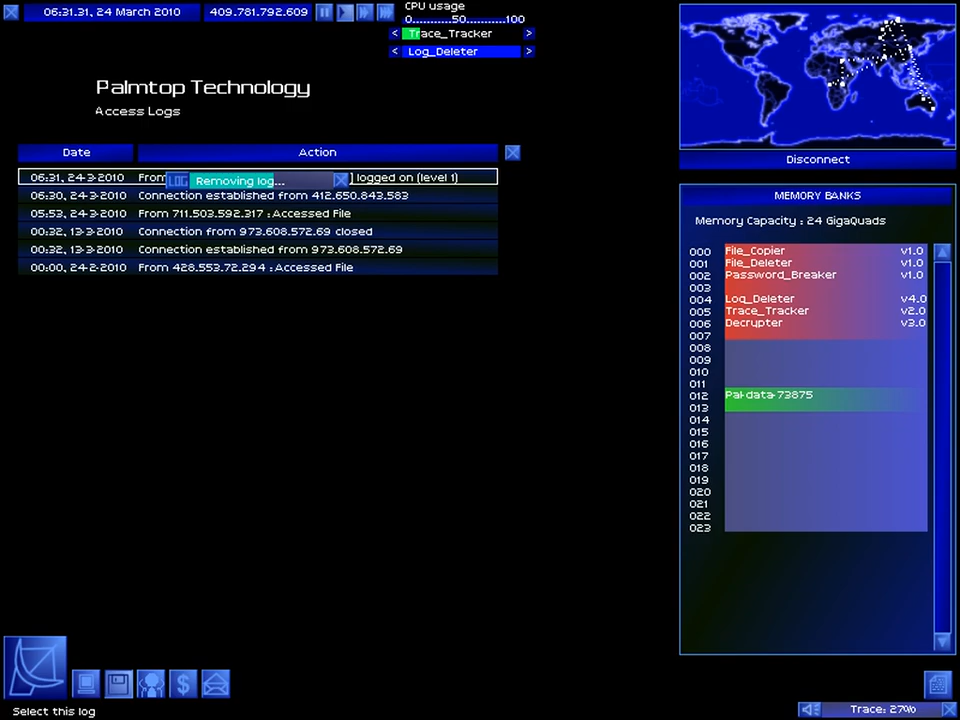 06:31.31, 24 March 2010
409.781.792.609
CPU usage
0............50...........100
< Trace_Tracker >
< Log_Deleter >
Palmtop Technology
Access Logs
Date Action
06:31, 24-3-2010 From ] logged on (level 1)
LOG Removing log...
06:30, 24-3-2010 Connection established from 412.650.843.583
05:53, 24-3-2010 From 711.503.592.317 : Accessed File
00:32, 13-3-2010 Connection from 973.608.572.69 closed
00:32, 13-3-2010 Connection established from 973.608.572.69
00:00, 24-2-2010 From 428.553.72.294 : Accessed File
Disconnect
MEMORY BANKS
Memory Capacity : 24 GigaQuads
000 File_Copier v1.0
001 File_Deleter v1.0
002 Password_Breaker v1.0
003
004 Log_Deleter v4.0
005 Trace_Tracker v2.0
006 Decrypter v3.0
007
008
009
010
011
012 Pal-data-73875
013
014
015
016
017
018
019
020
021
022
023
$
Select this log
Trace: 27%